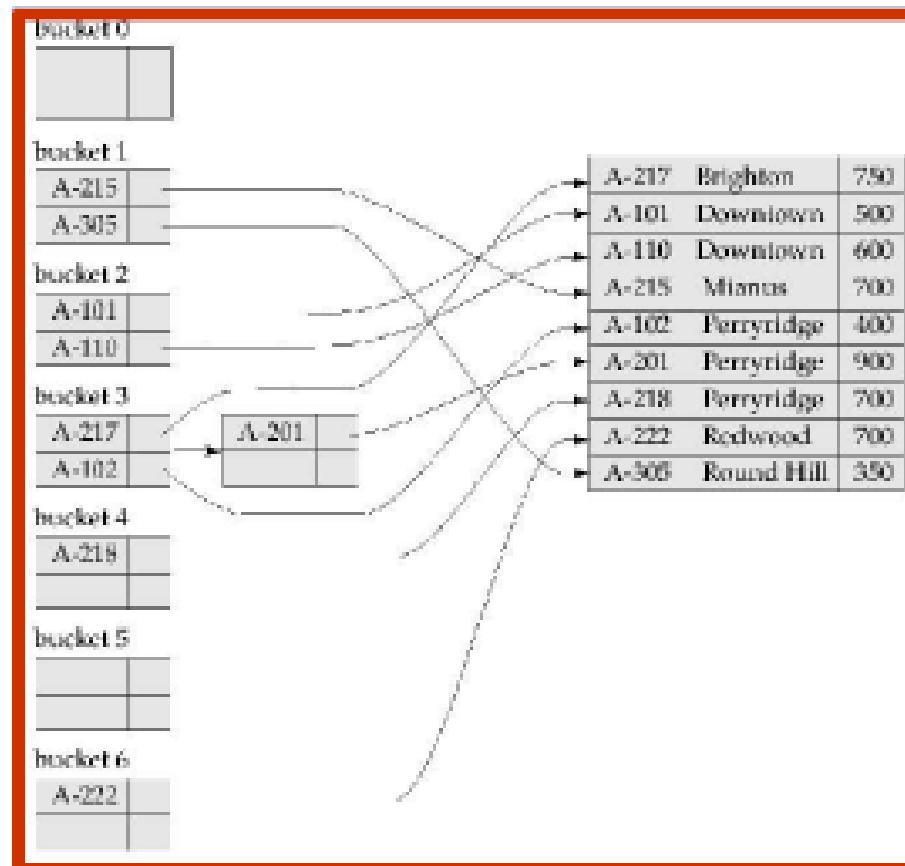 bucket 0
bucket 1
A-215
A-305
bucket 2
A-101
A-110
bucket 3
A-217
A-102
A-201
bucket 4
A-218
bucket 5
bucket 6
A-222
A-217 Brighton 750
A-101 Downtown 500
A-110 Downtown 600
A-215 Mianus 700
A-102 Perryridge 400
A-201 Perryridge 900
A-218 Perryridge 700
A-222 Redwood 700
A-305 Round Hill 350